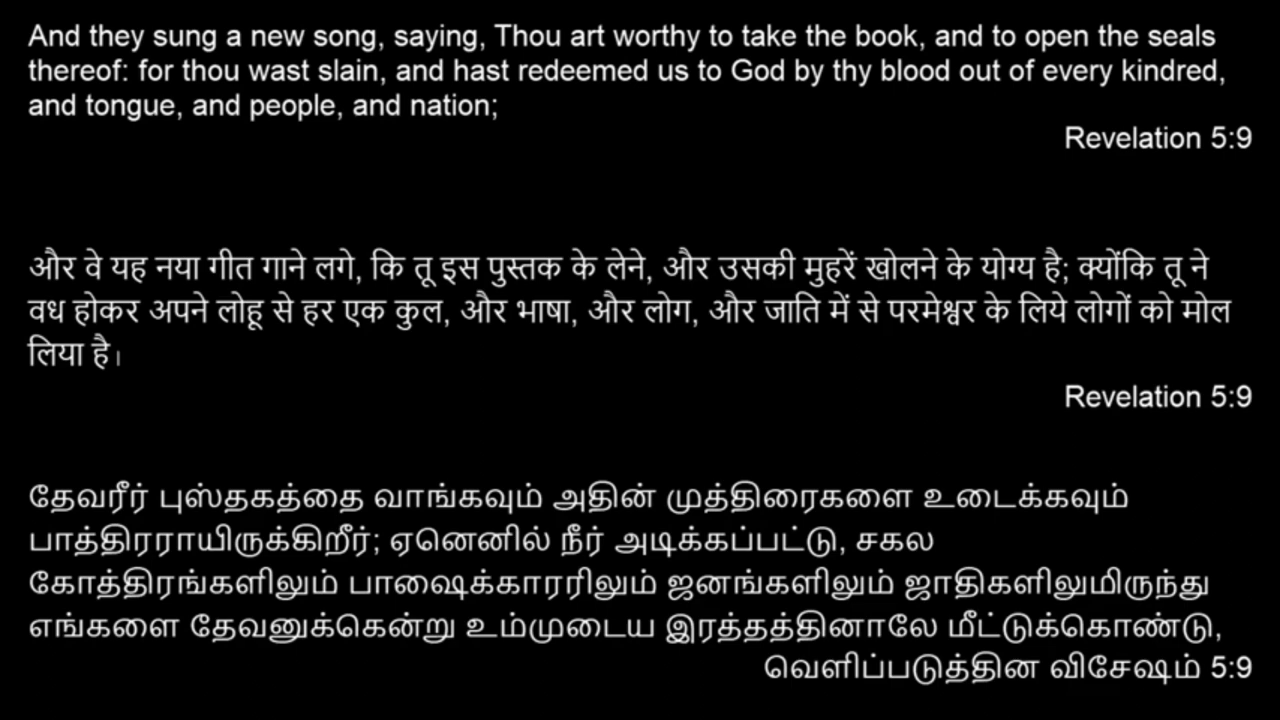 And they sung a new song, saying, Thou art worthy to take the book, and to open the seals
thereof: for thou wast slain, and hast redeemed us to God by thy blood out of every kindred,
and tongue, and people, and nation;
Revelation 5:9
और वे यह नया गीत गाने लगे, कि तू इस पुस्तक के लेने, और उसकी मुहरें खोलने के योग्य है; क्योंकि तू ने
वध होकर अपने लोहू से हर एक कुल, और भाषा, और लोग, और जाति में से परमेश्वर के लिये लोगों को मोल
लिया है।
Revelation 5:9
தேவரீர் புஸ்தகத்தை வாங்கவும் அதின் முத்திரைகளை உடைக்கவும்
பாத்திரராயிருக்கிறீர்; ஏனெனில் நீர் அடிக்கப்பட்டு, சகல
கோத்திரங்களிலும் பாஷைக்காரரிலும் ஜனங்களிலும் ஜாதிகளிலுமிருந்து
எங்களை தேவனுக்கென்று உம்முடைய இரத்தத்தினாலே மீட்டுக்கொண்டு,
வெளிப்படுத்தின விசேஷம் 5:9